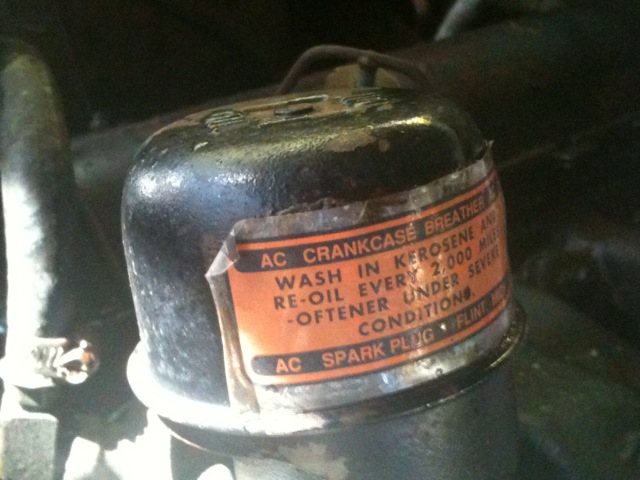 AC CRANKCASE BREATHER
WASH IN KEROSENE AND
RE-OIL EVERY 2,000 MILES
-OFTENER UNDER SEVERE
CONDITIONS.
AC SPARK PLUG FLINT